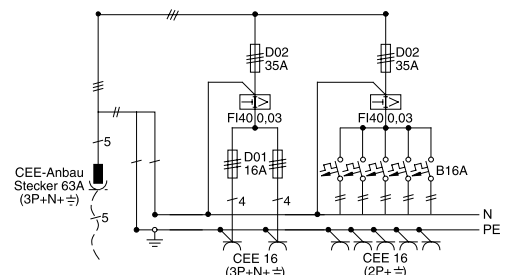 D02
35A
D02
35A
FI40 0,03
FI40 0,03
5
D01
16A
B16A
CEE-Anbau
Stecker 63A
(3P+N+⏚)
4
4
5
N
PE
CEE 16
(3P+N+⏚)
CEE 16
(2P+⏚)